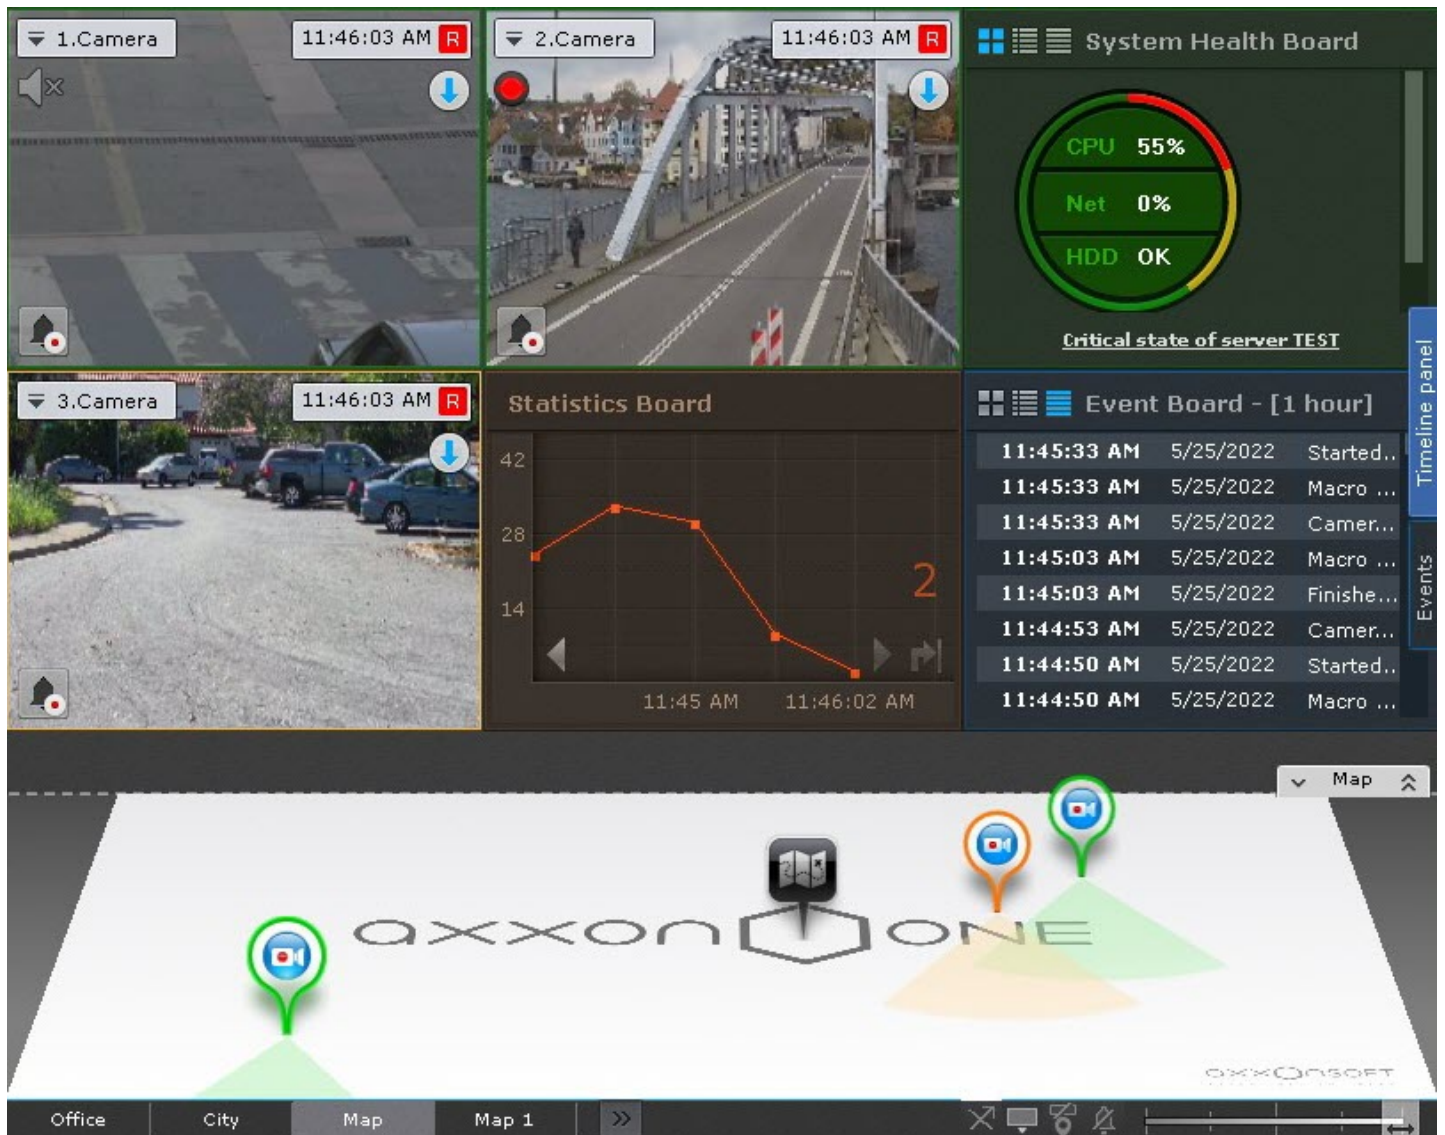 1.Camera
11:46:03 AM R
2.Camera
11:46:03 AM R
System Health Board
CPU 55%
Net 0%
HDD OK
Critical state of server TEST
3.Camera
11:46:03 AM R
Statistics Board
42
28
14
2
11:45 AM
11:46:02 AM
Event Board - [1 hour]
11:45:33 AM 5/25/2022 Started..
11:45:33 AM 5/25/2022 Macro ...
11:45:33 AM 5/25/2022 Camer...
11:45:03 AM 5/25/2022 Macro ...
11:45:03 AM 5/25/2022 Finishe...
11:44:53 AM 5/25/2022 Camer...
11:44:50 AM 5/25/2022 Started..
11:44:50 AM 5/25/2022 Macro ...
Timeline panel
Events
Map
axxon ONE
axxonsoft
Office
City
Map
Map 1